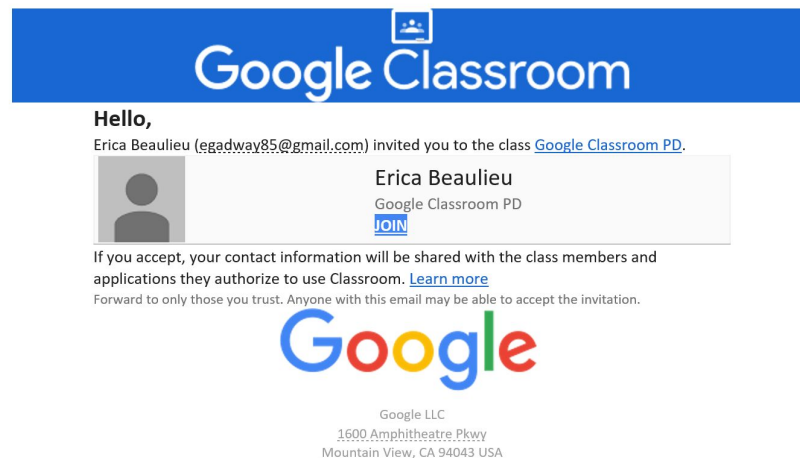 Google Classroom
Hello,
Erica Beaulieu (egadway85@gmail.com) invited you to the class Google Classroom PD.
Erica Beaulieu
Google Classroom PD
JOIN
If you accept, your contact information will be shared with the class members and
applications they authorize to use Classroom. Learn more
Forward to only those you trust. Anyone with this email may be able to accept the invitation.
Google
Google LLC
1600 Amphitheatre Pkwy
Mountain View, CA 94043 USA